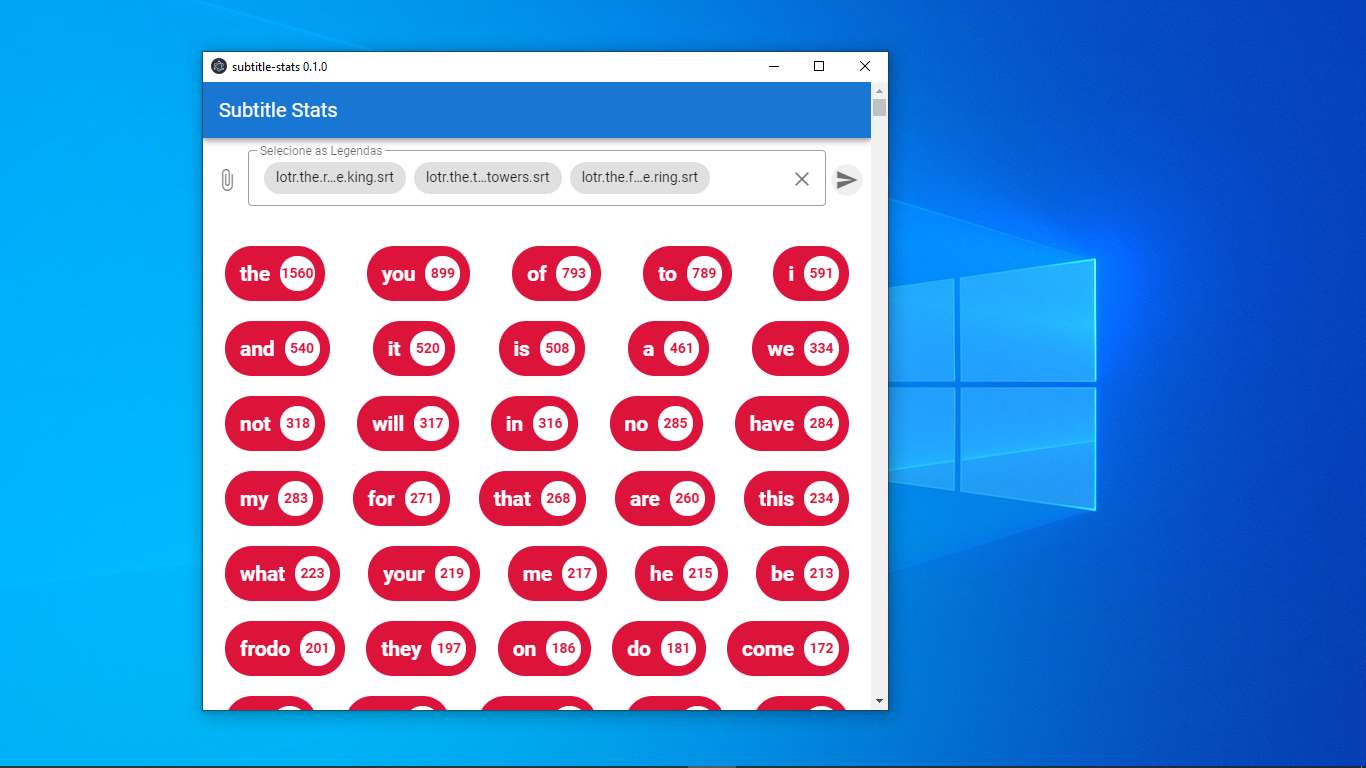 subtitle-stats 0.1.0
Subtitle Stats
Selecione as Legendas
lotr.the.r...e.king.srt lotr.the.t...towers.srt lotr.the.f...e.ring.srt
the 1560 you 899 of 793 to 789 i 591
and 540 it 520 is 508 a 461 we 334
not 318 will 317 in 316 no 285 have 284
my 283 for 271 that 268 are 260 this 234
what 223 your 219 me 217 he 215 be 213
frodo 201 they 197 on 186 do 181 come 172